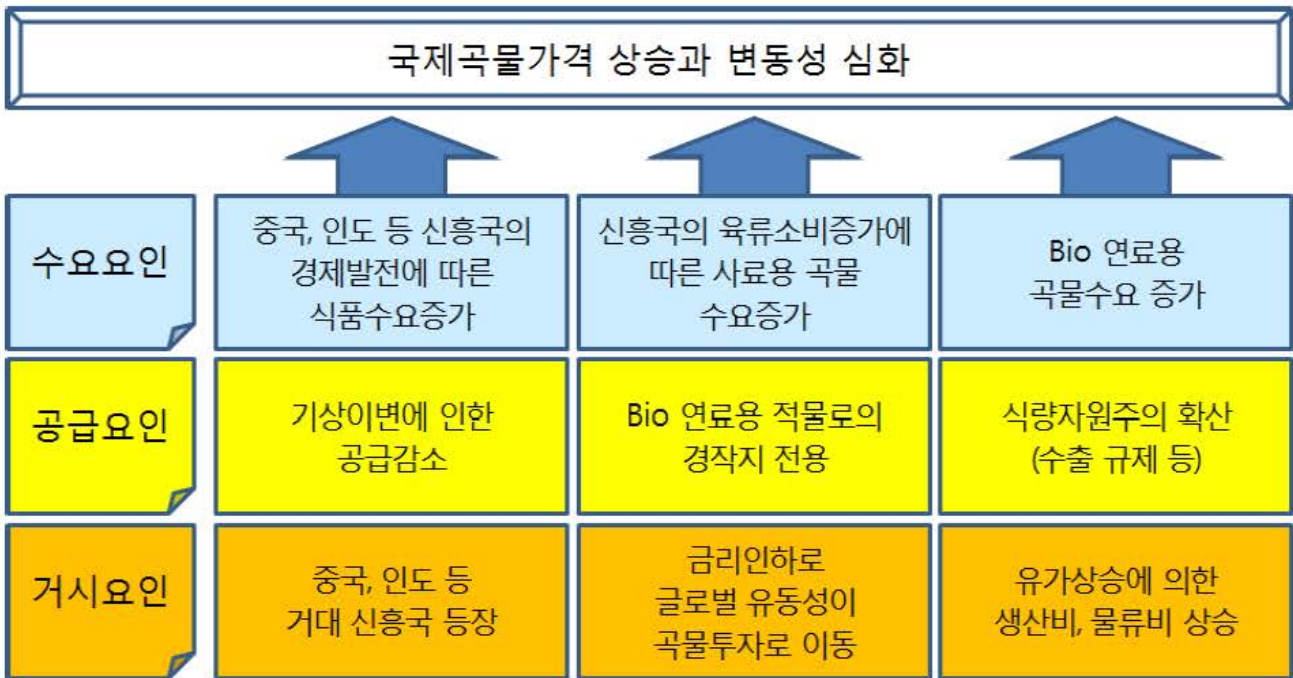 국제곡물가격 상승과 변동성 심화
수요요인
중국, 인도 등 신흥국의
경제발전에 따른
식품수요증가
신흥국의 육류소비증가에
따른 사료용 곡물
수요증가
Bio 연료용
곡물수요 증가
공급요인
기상이변에 인한
공급감소
Bio 연료용 적물로의
경작지 전용
식량자원주의 확산
(수출 규제 등)
거시요인
중국, 인도 등
거대 신흥국 등장
금리인하로
글로벌 유동성이
곡물투자로 이동
유가상승에 의한
생산비, 물류비 상승